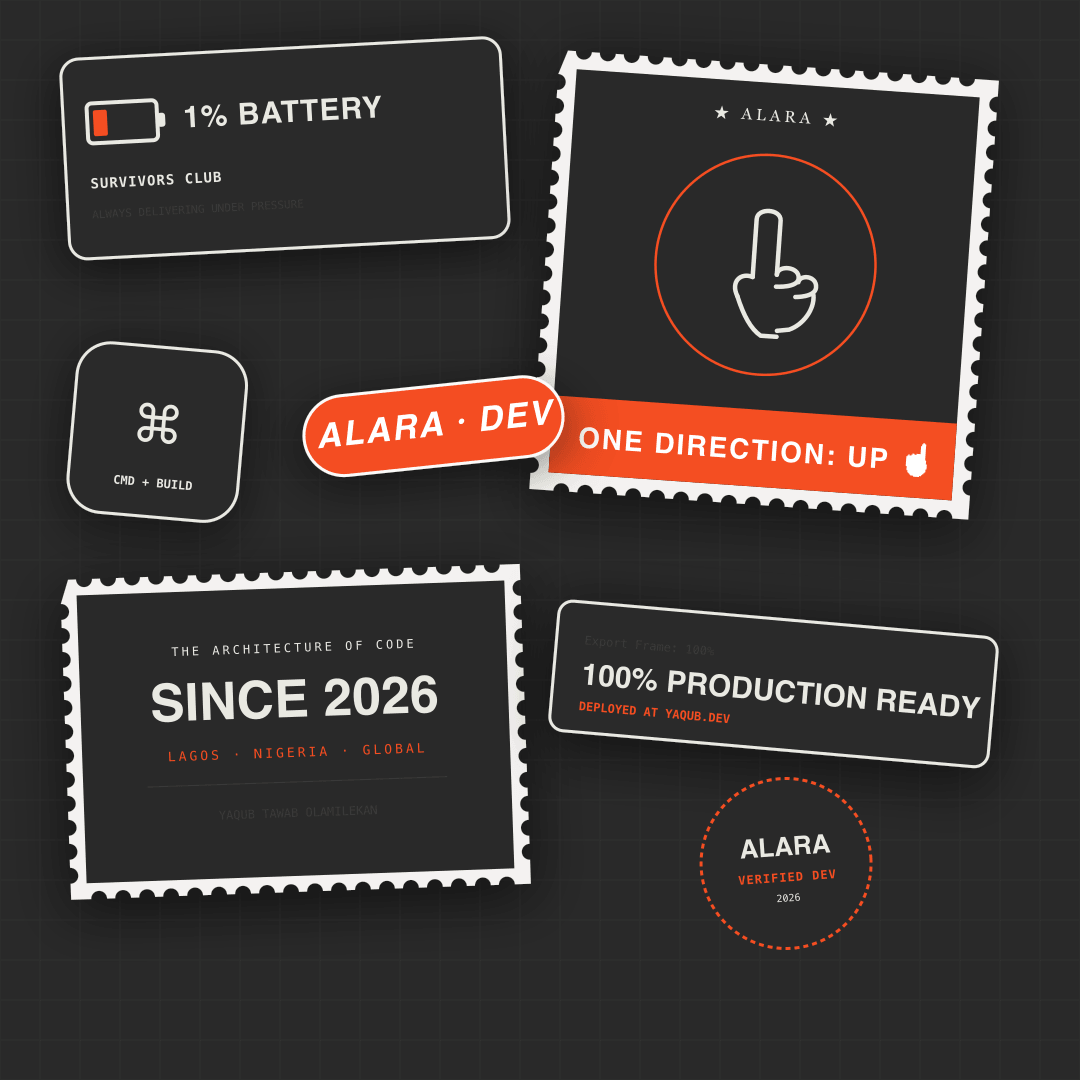 1% BATTERY
SURVIVORS CLUB
ALWAYS DELIVERING UNDER PRESSURE
★ ALARA ★
ONE DIRECTION: UP ☝
⌘
CMD + BUILD
ALARA · DEV
THE ARCHITECTURE OF CODE
SINCE 2026
LAGOS · NIGERIA · GLOBAL
YAQUB TAWAB OLAMILEKAN
Export Frame: 100%
100% PRODUCTION READY
DEPLOYED AT YAQUB.DEV
ALARA
VERIFIED DEV
2026